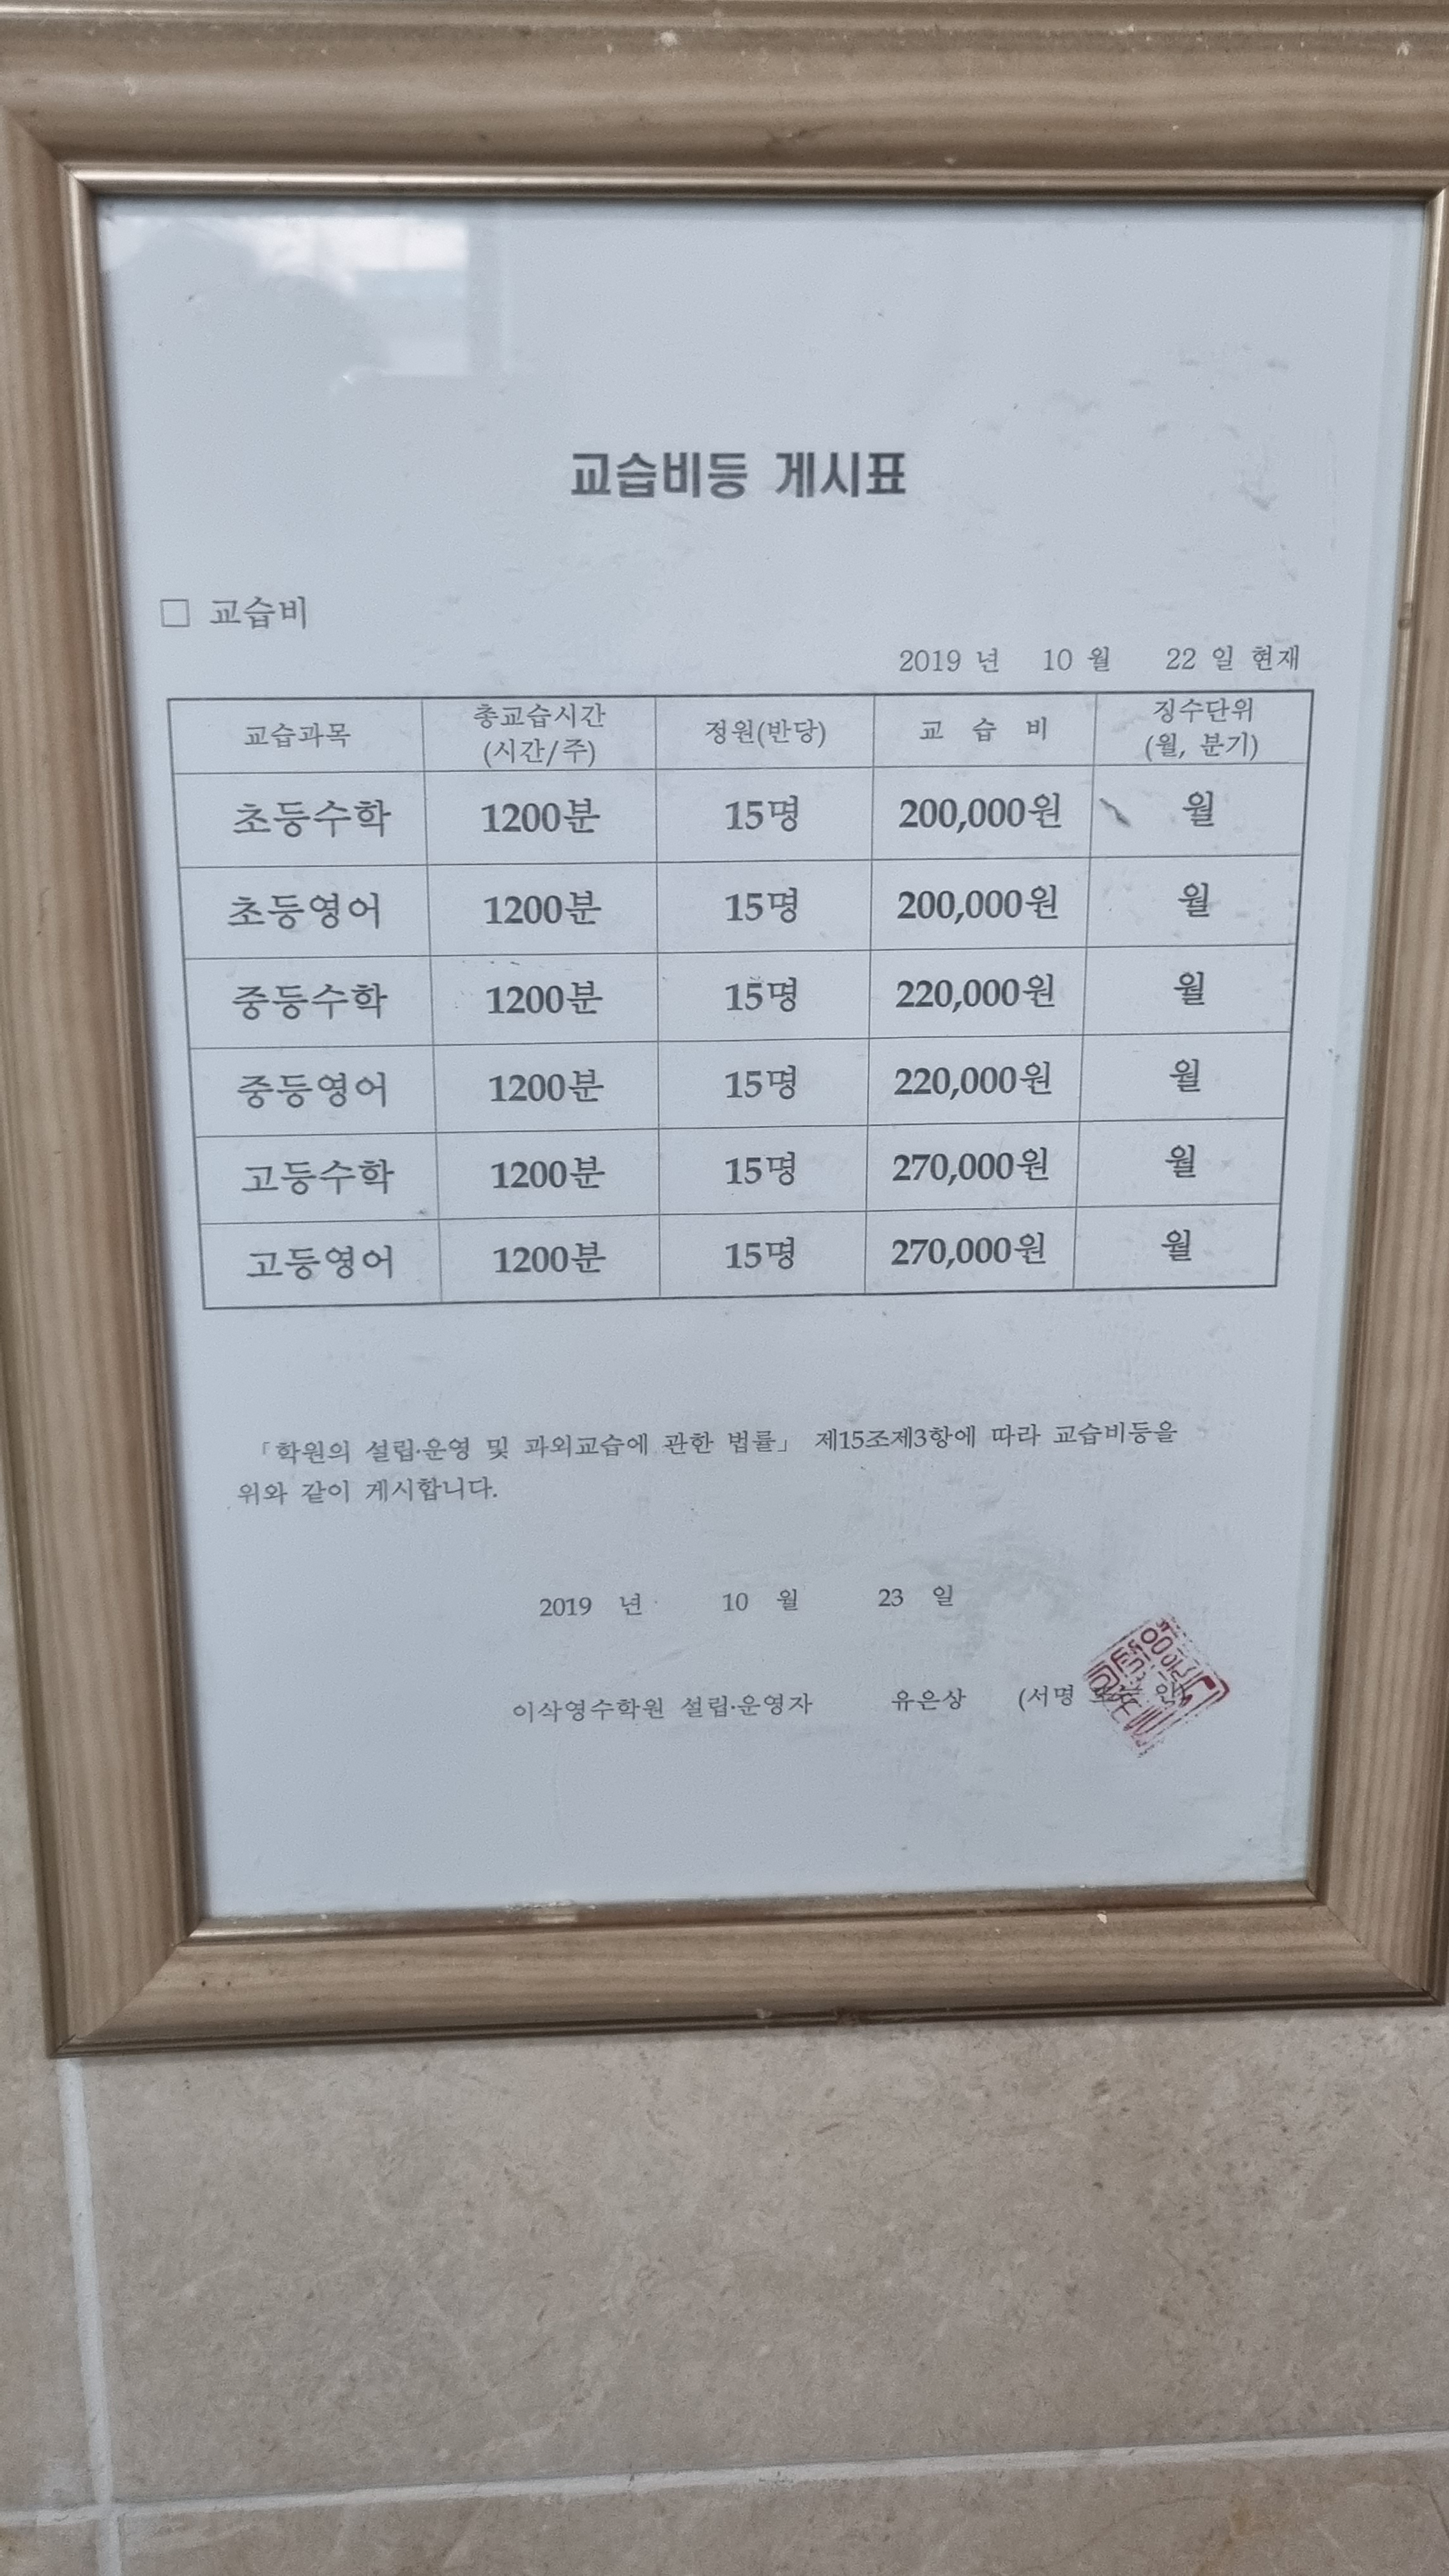 교습비등 게시표
□ 교습비
2019 년 10 월 22 일 현재
교습과목 총교습시간 (시간/주) 정원(반당) 교 습 비 징수단위 (월, 분기)
초등수학 1200분 15명 200,000원 월
초등영어 1200분 15명 200,000원 월
중등수학 1200분 15명 220,000원 월
중등영어 1200분 15명 220,000원 월
고등수학 1200분 15명 270,000원 월
고등영어 1200분 15명 270,000원 월
「학원의 설립·운영 및 과외교습에 관한 법률」 제15조제3항에 따라 교습비등을
위와 같이 게시합니다.
2019 년 10 월 23 일
이삭영수학원 설립·운영자 유은상 (서명